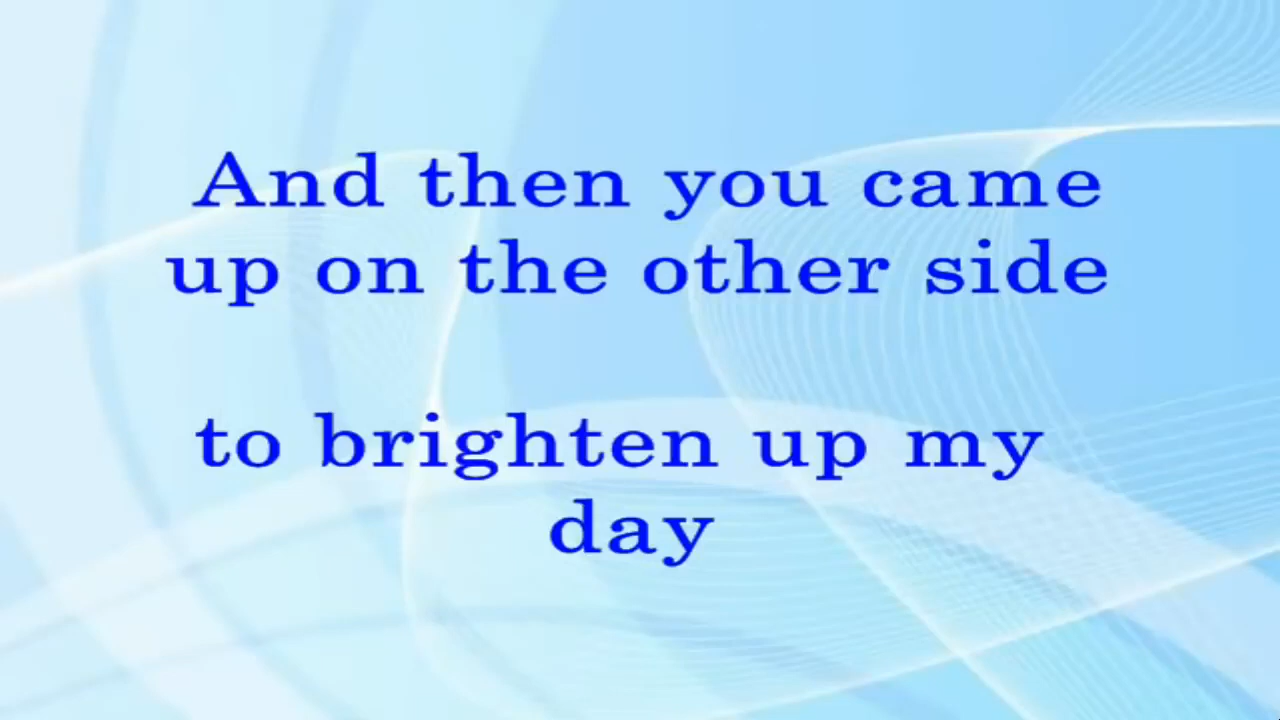 And then you came
up on the other side
to brighten up my
day